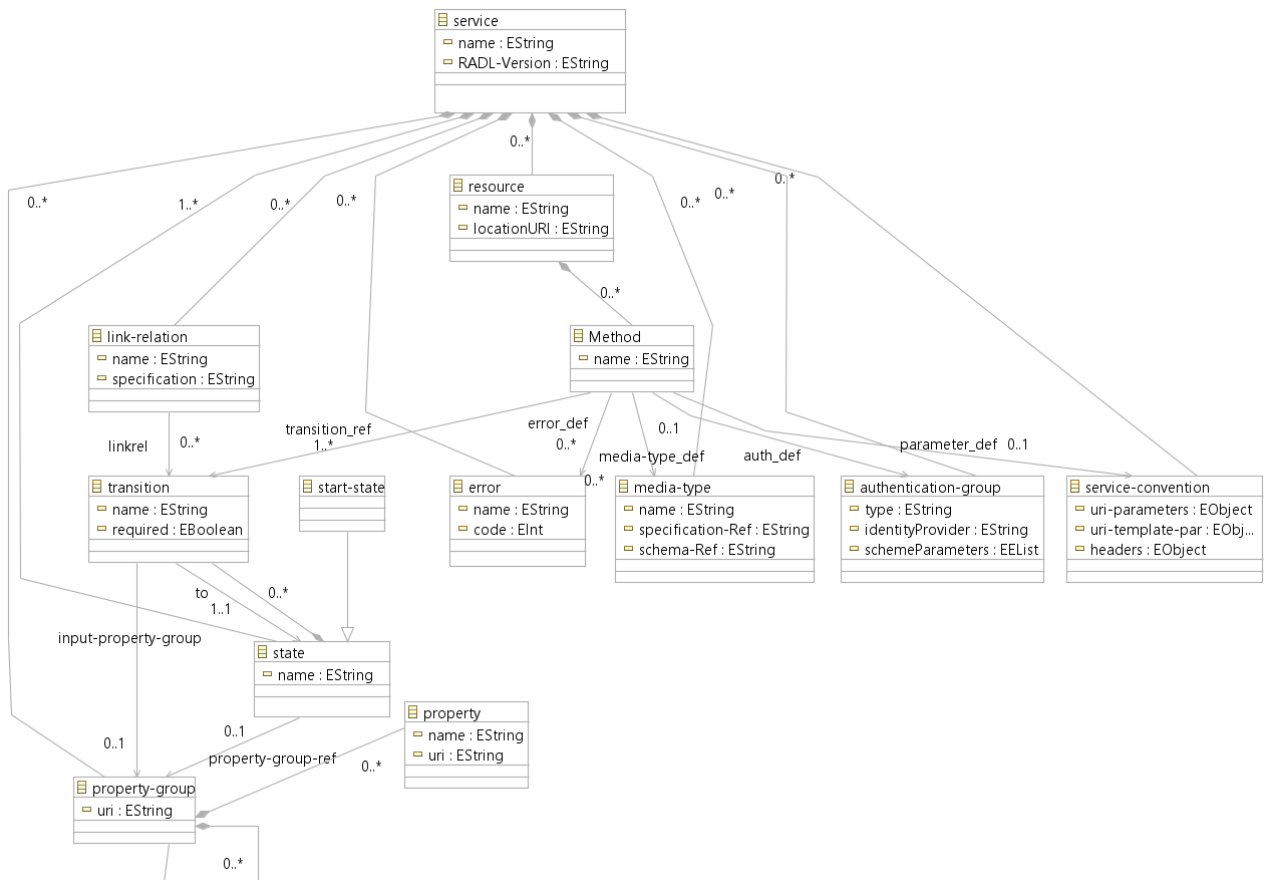 service
name : EString
RADL-Version : EString
0..*
resource
name : EString
locationURI : EString
0..*
1..*
0..*
0..*
0..*
0..*
0..*
0..*
link-relation
name : EString
specification : EString
Method
name : EString
linkrel
0..*
transition_ref
1..*
error_def
0..*
0..1
media-type_def
auth_def
parameter_def
0..1
0..*
transition
name : EString
required : EBoolean
start-state
error
name : EString
code : EInt
media-type
name : EString
specification-Ref : EString
schema-Ref : EString
authentication-group
type : EString
identityProvider : EString
schemeParameters : EEList
service-convention
uri-parameters : EObject
uri-template-par : EObj...
headers : EObject
to
1..1
0..*
input-property-group
state
name : EString
property
name : EString
uri : EString
0..1
0..1
property-group-ref
0..*
property-group
uri : EString
0..*